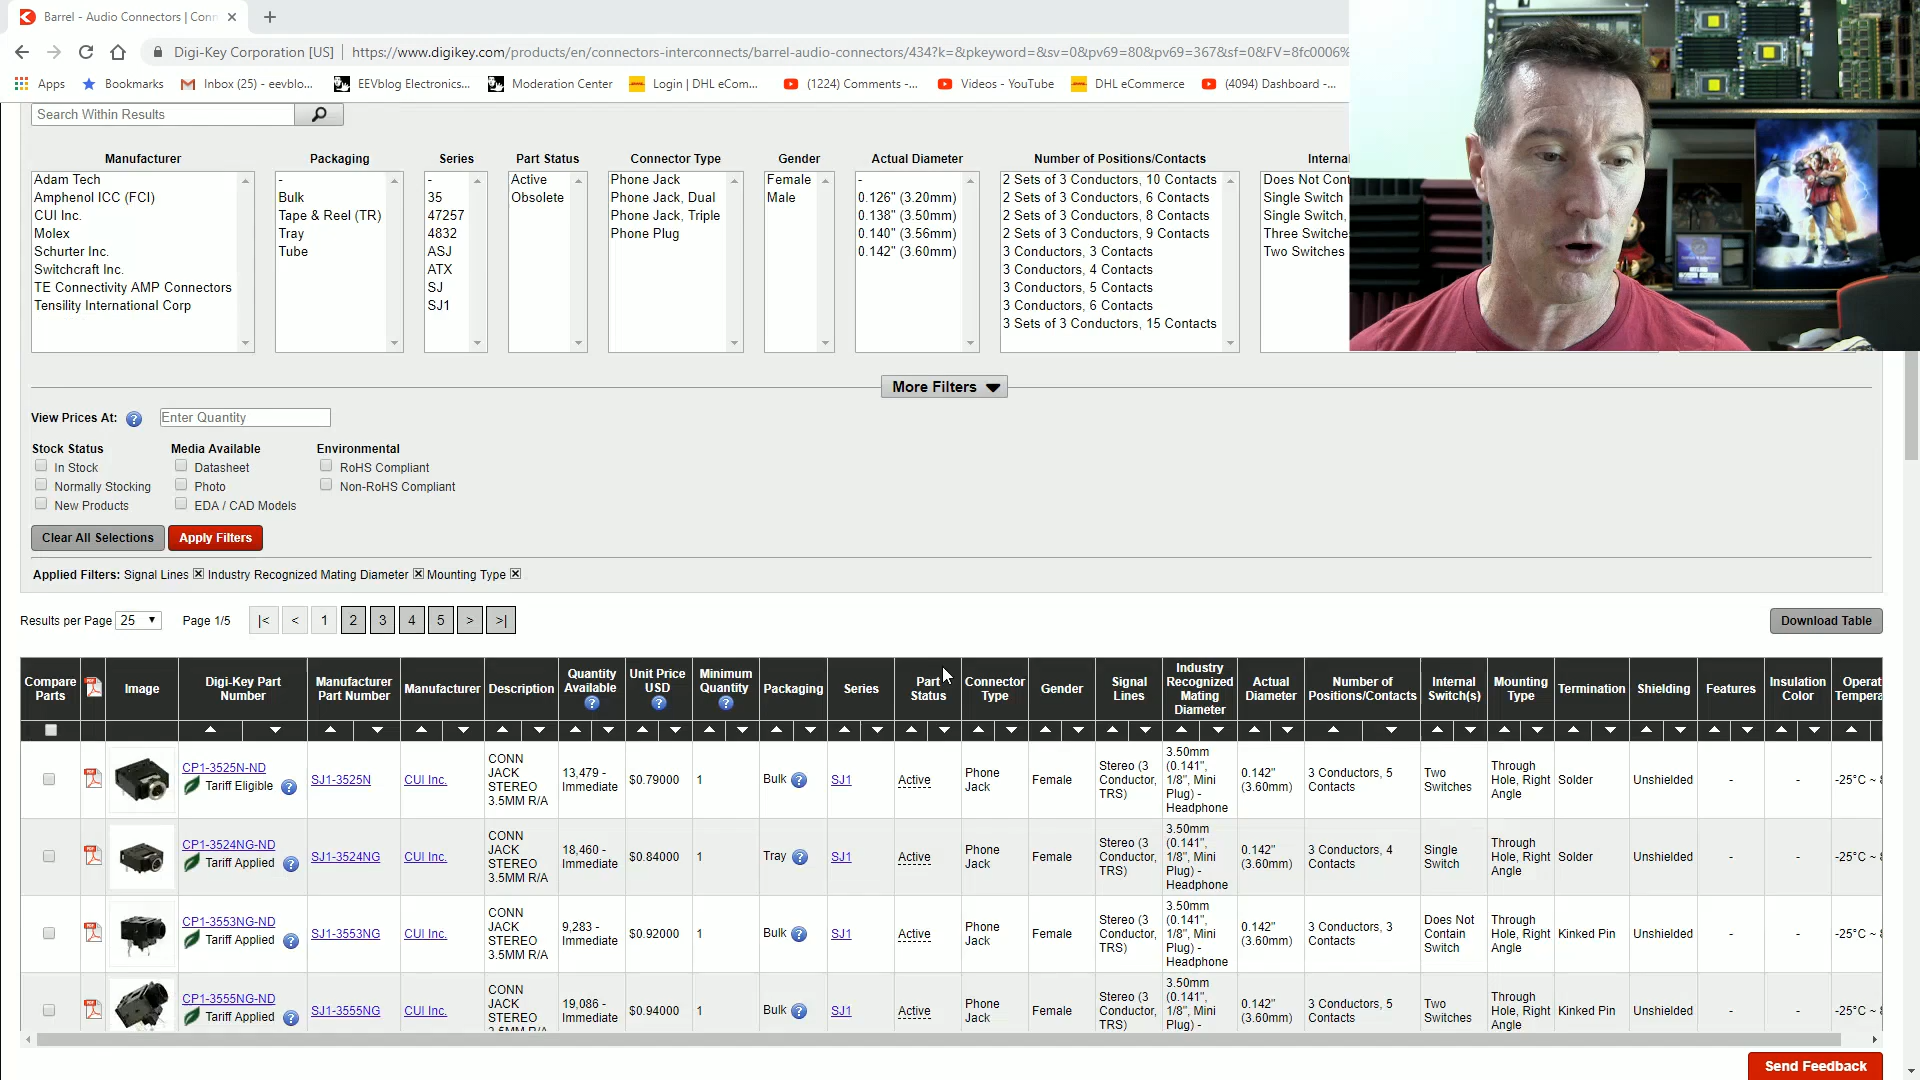 Barrel - Audio Connectors | Conn
Digi-Key Corporation [US] | https://www.digikey.com/products/en/connectors-interconnects/barrel-audio-connectors/434?k=&pkeyword=&sv=0&pv69=80&pv69=367&sf=0&FV=8fc0006%
Apps Bookmarks Inbox (25) - eevblo... EEVblog Electronics... Moderation Center Login | DHL eCom... (1224) Comments -... Videos - YouTube DHL eCommerce (4094) Dashboard -...
Search Within Results
Manufacturer Packaging Series Part Status Connector Type Gender Actual Diameter Number of Positions/Contacts Internal
Adam Tech - - Active Phone Jack Female - 2 Sets of 3 Conductors, 10 Contacts Does Not Cont
Amphenol ICC (FCI) Bulk 35 Obsolete Phone Jack, Dual Male 0.126" (3.20mm) 2 Sets of 3 Conductors, 6 Contacts Single Switch
CUI Inc. Tape & Reel (TR) 47257 Phone Jack, Triple 0.138" (3.50mm) 2 Sets of 3 Conductors, 8 Contacts Single Switch,
Molex Tray 4832 Phone Plug 0.140" (3.56mm) 2 Sets of 3 Conductors, 9 Contacts Three Switche
Schurter Inc. Tube ASJ 0.142" (3.60mm) 3 Conductors, 3 Contacts Two Switches
Switchcraft Inc. ATX 3 Conductors, 4 Contacts
TE Connectivity AMP Connectors SJ 3 Conductors, 5 Contacts
Tensility International Corp SJ1 3 Conductors, 6 Contacts
3 Sets of 3 Conductors, 15 Contacts
More Filters
View Prices At: ? Enter Quantity
Stock Status Media Available Environmental
In Stock Datasheet RoHS Compliant
Normally Stocking Photo Non-RoHS Compliant
New Products EDA / CAD Models
Clear All Selections Apply Filters
Applied Filters: Signal Lines Industry Recognized Mating Diameter Mounting Type
Results per Page 25 Page 1/5 |< < 1 2 3 4 5 > >| Download Table
Compare Parts Image Digi-Key Part Number Manufacturer Part Number Manufacturer Description Quantity Available ? Unit Price USD ? Minimum Quantity ? Packaging Series Part Status Connector Type Gender Signal Lines Industry Recognized Mating Diameter Actual Diameter Number of Positions/Contacts Internal Switch(s) Mounting Type Termination Shielding Features Insulation Color Operat Tempera
CP1-3525N-ND Tariff Eligible ? SJ1-3525N CUI Inc. CONN JACK STEREO 3.5MM R/A 13,479 - Immediate $0.79000 1 Bulk ? SJ1 Active Phone Jack Female Stereo (3 Conductor, TRS) 3.50mm (0.141", 1/8", Mini Plug) - Headphone 0.142" (3.60mm) 3 Conductors, 5 Contacts Two Switches Through Hole, Right Angle Solder Unshielded - - -25°C ~ 8
CP1-3524NG-ND Tariff Applied ? SJ1-3524NG CUI Inc. CONN JACK STEREO 3.5MM R/A 18,460 - Immediate $0.84000 1 Tray ? SJ1 Active Phone Jack Female Stereo (3 Conductor, TRS) 3.50mm (0.141", 1/8", Mini Plug) - Headphone 0.142" (3.60mm) 3 Conductors, 4 Contacts Single Switch Through Hole, Right Angle Solder Unshielded - - -25°C ~ 8
CP1-3553NG-ND Tariff Applied ? SJ1-3553NG CUI Inc. CONN JACK STEREO 3.5MM R/A 9,283 - Immediate $0.92000 1 Bulk ? SJ1 Active Phone Jack Female Stereo (3 Conductor, TRS) 3.50mm (0.141", 1/8", Mini Plug) - Headphone 0.142" (3.60mm) 3 Conductors, 3 Contacts Does Not Contain Switch Through Hole, Right Angle Kinked Pin Unshielded - - -25°C ~ 8
CP1-3555NG-ND Tariff Applied ? SJ1-3555NG CUI Inc. CONN JACK STEREO 3.5MM R/A 19,086 - Immediate $0.94000 1 Bulk ? SJ1 Active Phone Jack Female Stereo (3 Conductor, TRS) 3.50mm (0.141", 1/8", Mini Plug) - 0.142" (3.60mm) 3 Conductors, 5 Contacts Two Switches Through Hole, Right Angle Kinked Pin Unshielded - - -25°C ~ 8
Send Feedback